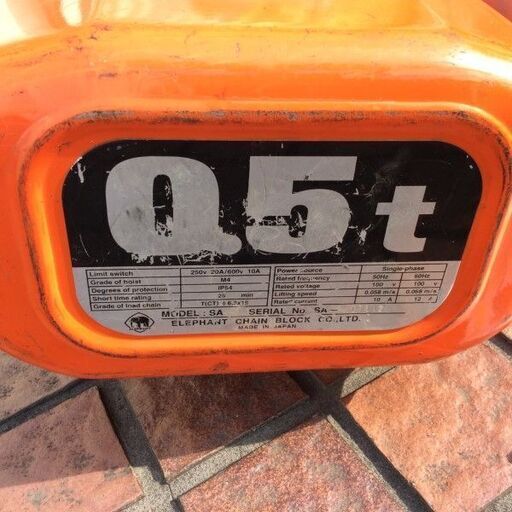 0.5 t
Limit switch 250v 20A/600v 10A
Grade of hoist M4
Degrees of protection IP54
Short time rating 25 min
Grade of load chain T(CT)
Power source Single-phase
Rated frequency 50Hz 60Hz
Rated voltage 100 v 100 v
Lifting speed 0.058 m/s 0.068 m/s
Rated current 10 A 12 A
MODEL : SA SERIAL No. SA-
ELEPHANT CHAIN BLOCK CO.,LTD.
MADE IN JAPAN